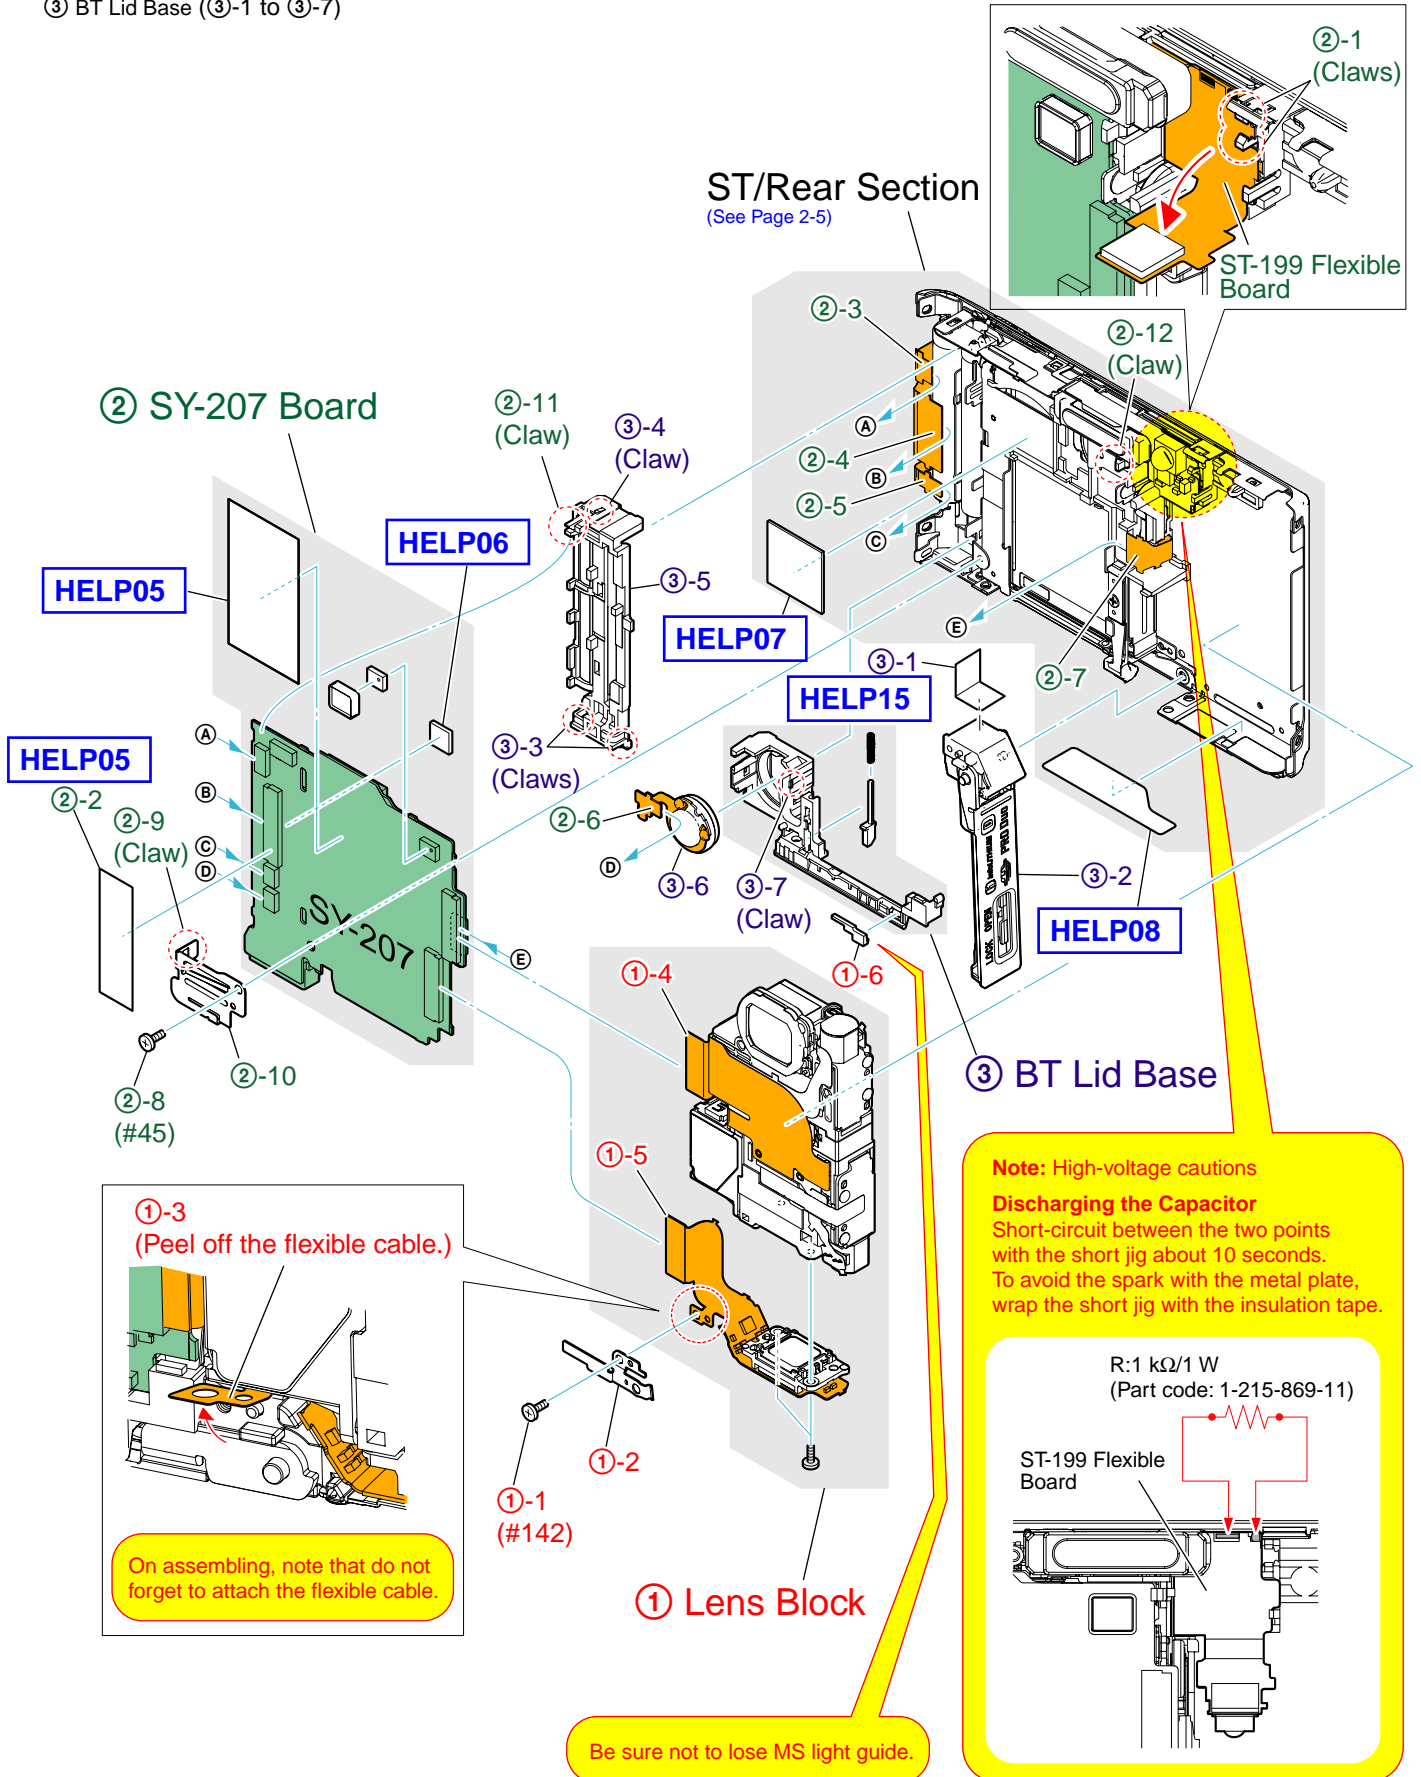 ③ BT Lid Base (③-1 to ③-7)
②-1
(Claws)
ST-199 Flexible
Board
ST/Rear Section
(See Page 2-5)
②-3
②-12
(Claw)
② SY-207 Board
②-11
(Claw)
③-4
(Claw)
A
②-4
B
②-5
C
HELP06
HELP05
③-5
HELP07
E
③-1
②-7
HELP15
A
HELP05
③-3
(Claws)
②-2
B
②-9
(Claw)
C
D
②-6
D
③-6
③-7
(Claw)
InfoLITHIUM D
PRO DUO
OPEN
LOCK
③-2
HELP08
SY-207
E
①-4
①-6
②-10
②-8
(#45)
③ BT Lid Base
①-5
Note: High-voltage cautions
Discharging the Capacitor
Short-circuit between the two points
with the short jig about 10 seconds.
To avoid the spark with the metal plate,
wrap the short jig with the insulation tape.
①-3
(Peel off the flexible cable.)
R:1 kΩ/1 W
(Part code: 1-215-869-11)
ST-199 Flexible
Board
①-2
①-1
(#142)
On assembling, note that do not
forget to attach the flexible cable.
① Lens Block
Be sure not to lose MS light guide.